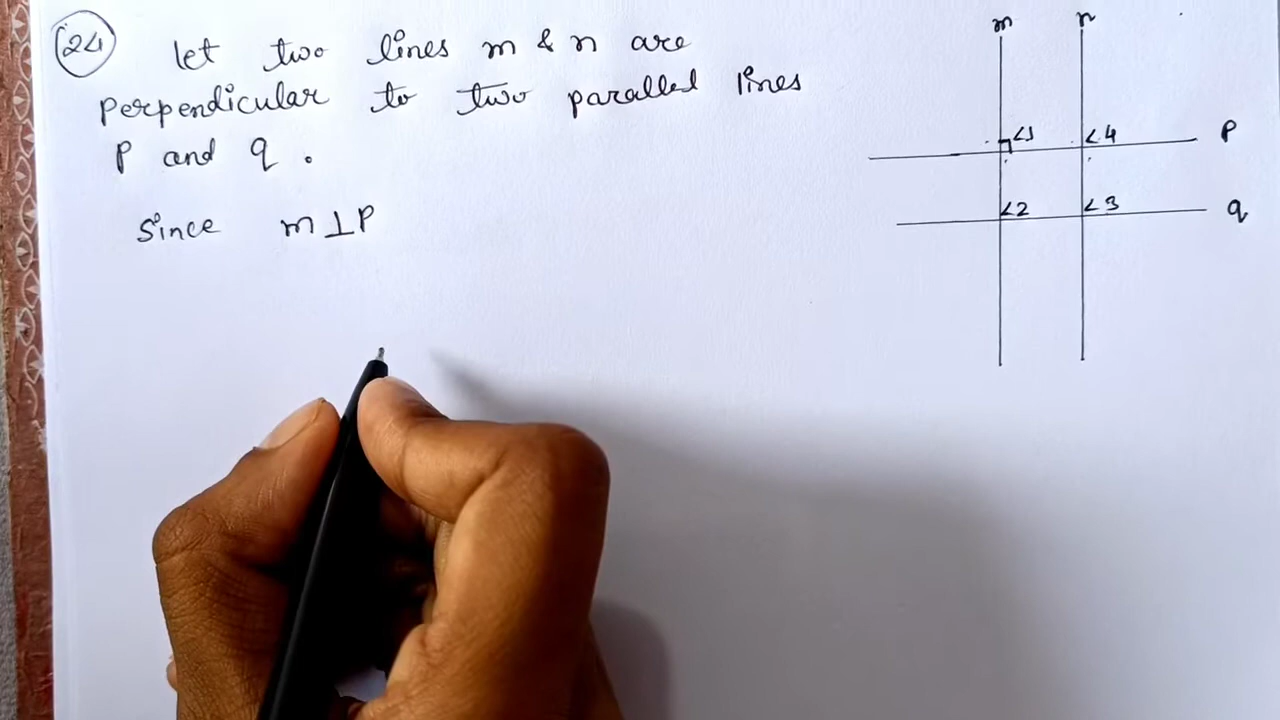 24 let two lines m & n are
perpendicular to two parallel lines
p and q.
Since m⊥p
m n
∠1 ∠4 p
∠2 ∠3 q